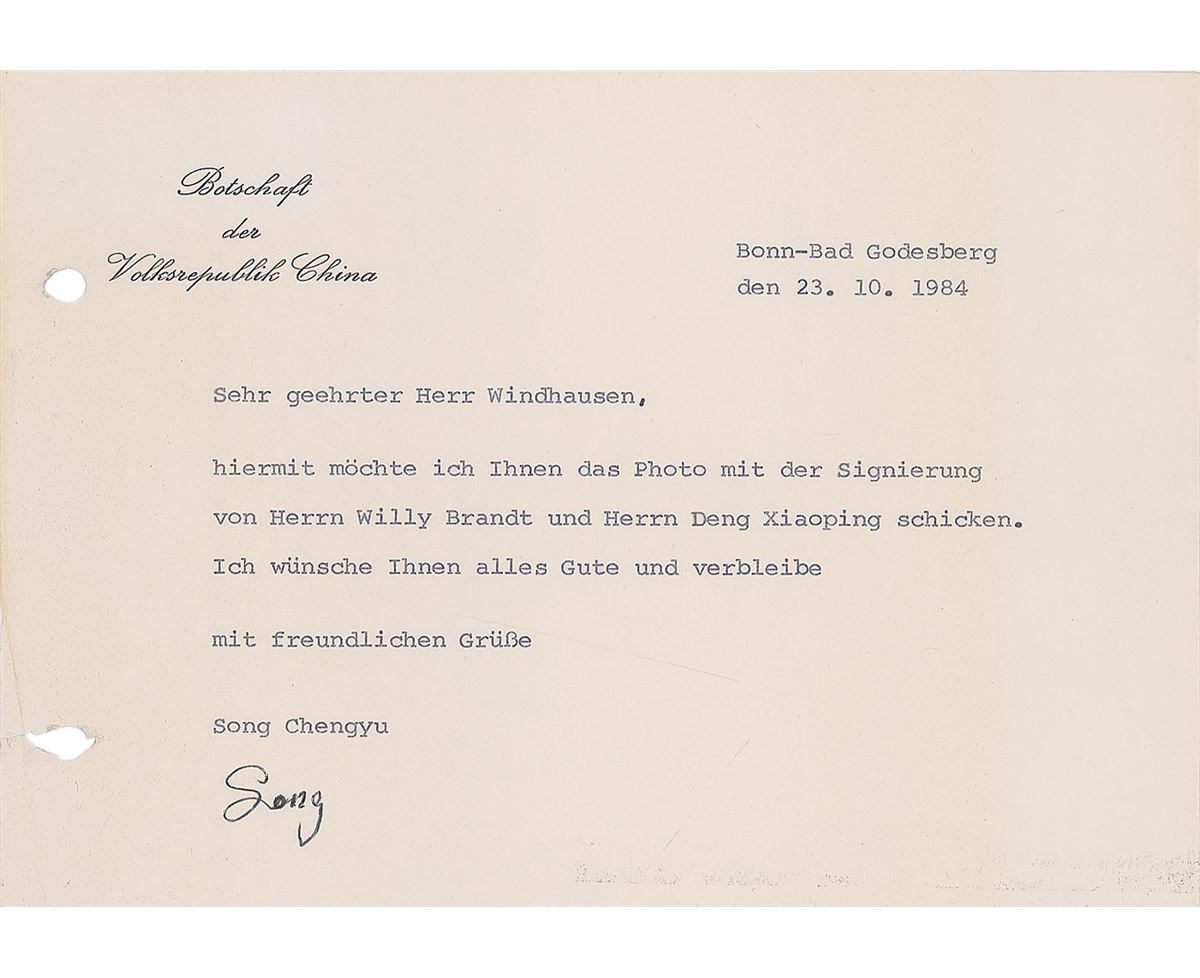 Botschaft
der
Volksrepublik China
Bonn-Bad Godesberg
den 23. 10. 1984
Sehr geehrter Herr Windhausen,
hiermit möchte ich Ihnen das Photo mit der Signierung
von Herrn Willy Brandt und Herrn Deng Xiaoping schicken.
Ich wünsche Ihnen alles Gute und verbleibe
mit freundlichen Grüße
Song Chengyu
Song